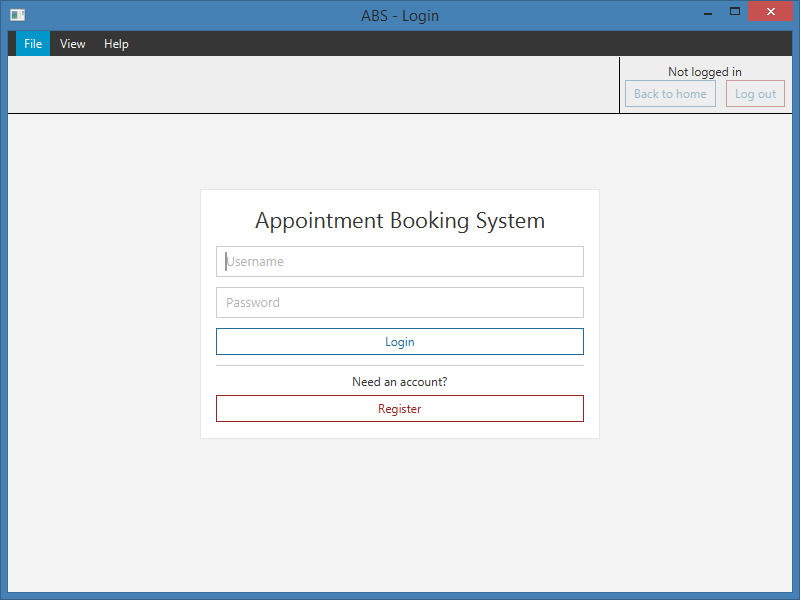 ABS - Login
File View Help
Not logged in
Back to home Log out
Appointment Booking System
Username
Password
Login
Need an account?
Register